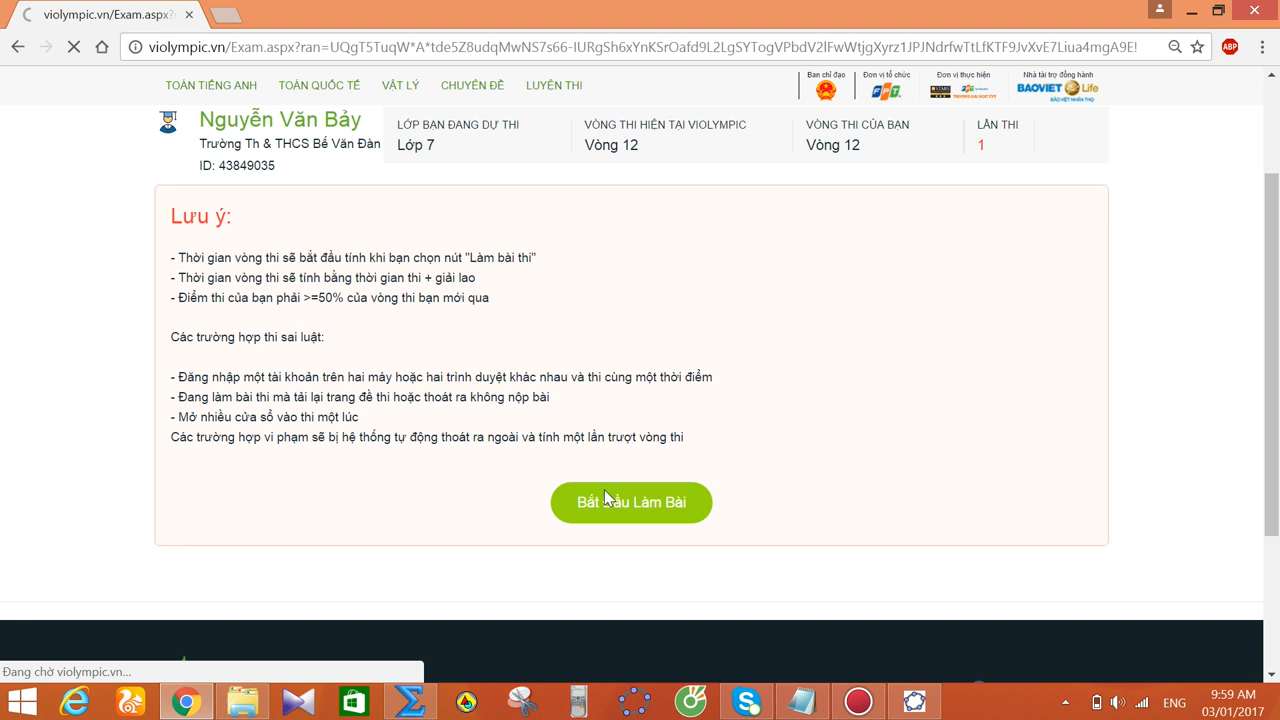 violympic.vn/Exam.aspx?
violympic.vn/Exam.aspx?ran=UQgT5TuqW*A*tde5Z8udqMwNS7s66-IURgSh6xYnKSrOafd9L2LgSYTogVPbdV2lFwWtjgXyrz1JPJNdrfwTtLfKTF9JvXvE7Liua4mgA9E!
ABP
TOÁN TIẾNG ANH TOÁN QUỐC TẾ VẬT LÝ CHUYÊN ĐỀ LUYỆN THI
Ban chỉ đạo Đơn vị tổ chức Đơn vị thực hiện Nhà tài trợ đồng hành
FPT BAOVIET Life
BẢO VIỆT NHÂN THỌ
Nguyễn Văn Bảy
Trường Th & THCS Bế Văn Đàn
ID: 43849035
LỚP BẠN ĐANG DỰ THI VÒNG THI HIỆN TẠI VIOLYMPIC VÒNG THI CỦA BẠN LẦN THI
Lớp 7 Vòng 12 Vòng 12 1
Lưu ý:
- Thời gian vòng thi sẽ bắt đầu tính khi bạn chọn nút "Làm bài thi"
- Thời gian vòng thi sẽ tính bằng thời gian thi + giải lao
- Điểm thi của bạn phải >=50% của vòng thi bạn mới qua
Các trường hợp thi sai luật:
- Đăng nhập một tài khoản trên hai máy hoặc hai trình duyệt khác nhau và thi cùng một thời điểm
- Đang làm bài thi mà tải lại trang đề thi hoặc thoát ra không nộp bài
- Mở nhiều cửa sổ vào thi một lúc
Các trường hợp vi phạm sẽ bị hệ thống tự động thoát ra ngoài và tính một lần trượt vòng thi
Bắt Đầu Làm Bài
Đang chờ violympic.vn...
ENG
9:59 AM
03/01/2017